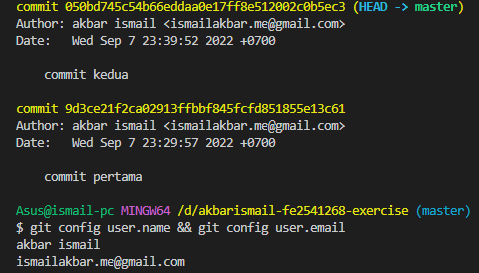 commit 050bd745c54b66eddaa0e17ff8e512002c0b5ec3 (HEAD -> master)
Author: akbar ismail <ismailakbar.me@gmail.com>
Date:   Wed Sep 7 23:39:52 2022 +0700
    commit kedua
commit 9d3ce21f2ca02913ffbbf845fcfd851855e13c61
Author: akbar ismail <ismailakbar.me@gmail.com>
Date:   Wed Sep 7 23:29:57 2022 +0700
    commit pertama
Asus@ismail-pc MINGW64 /d/akbarismail-fe2541268-exercise (master)
$ git config user.name && git config user.email
akbar ismail
ismailakbar.me@gmail.com